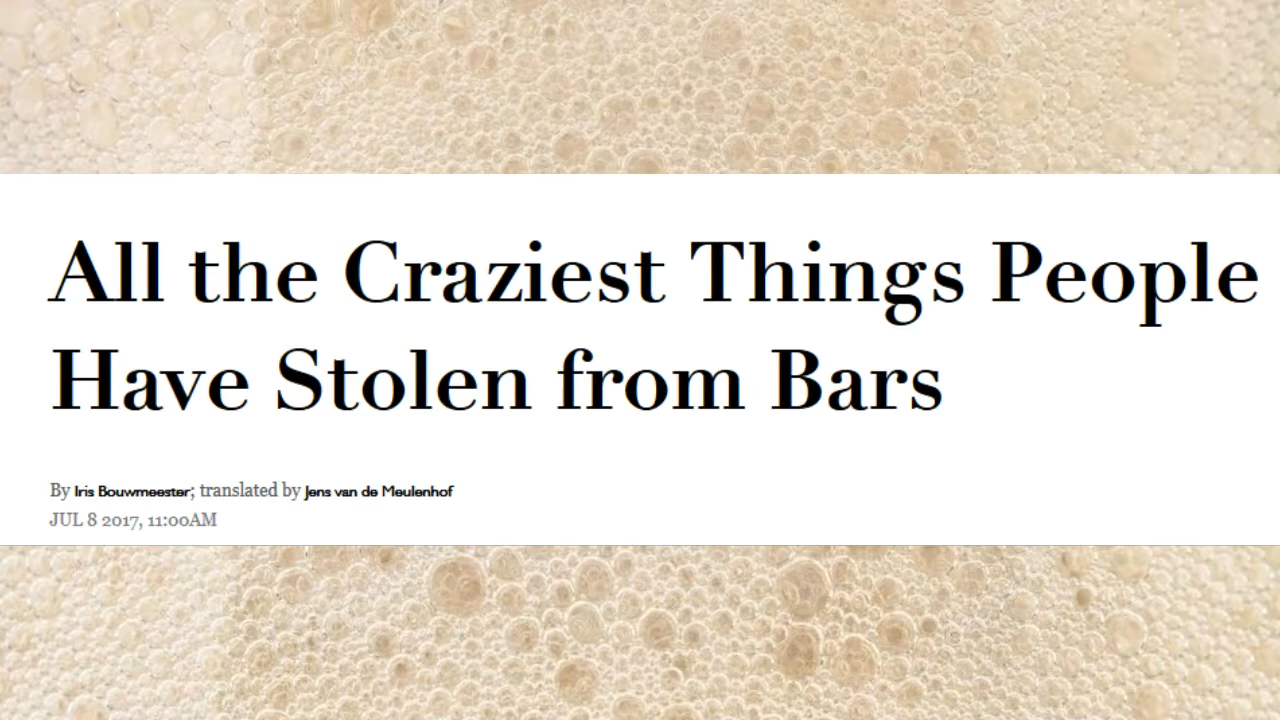 All the Craziest Things People
Have Stolen from Bars
By Iris Bouwmeester; translated by Jens van de Meulenhof
JUL 8 2017, 11:00AM